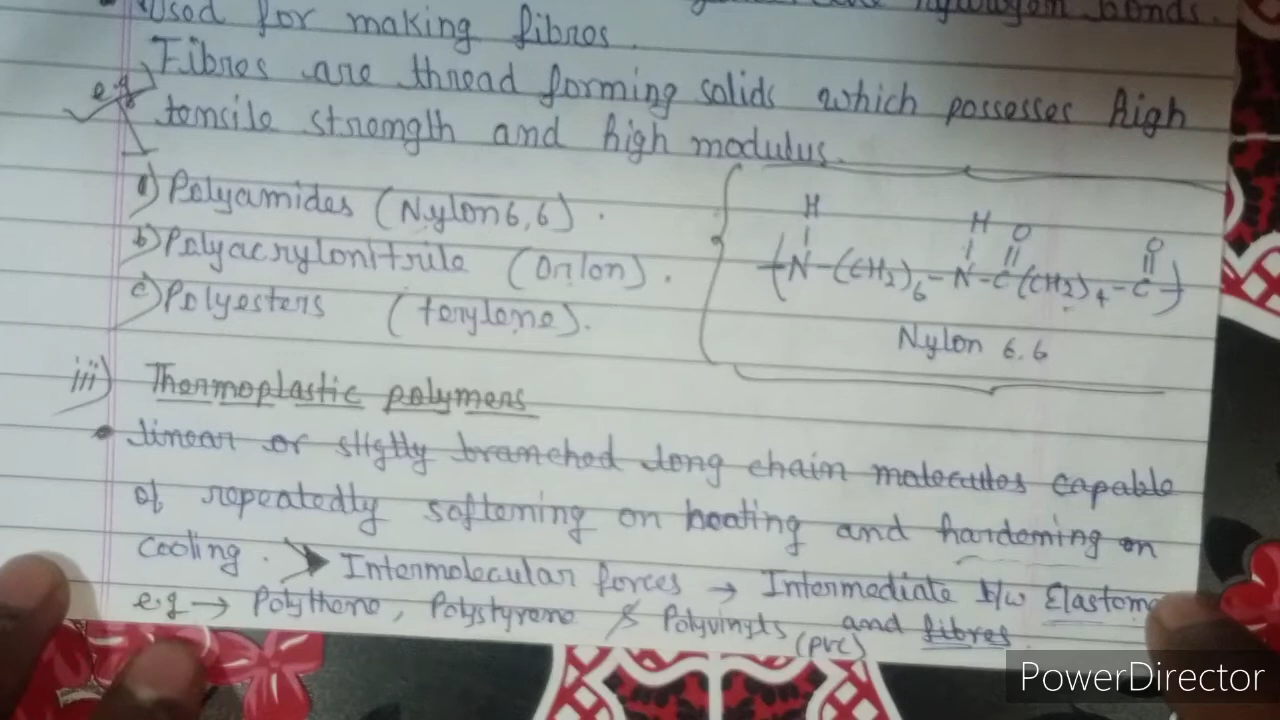 Used for making fibres. hydrogen bonds.
e.g. Fibres are thread forming solids which possesses high
tensile strength and high modulus.
a) Polyamides (Nylon 6,6).
b) Polyacrylonitrile (Orlon).
c) Polyesters (terylene).
H H O O
(N-(CH2)6-N-C(CH2)4-C)
Nylon 6.6
iii) Thermoplastic polymers
• linear or slightly branched long chain molecules capable
of repeatedly softening on heating and hardening on
cooling. ➤ Intermolecular forces → Intermediate b/w Elastome
e.g → Polythene, Polystyrene & Polyvinyls and fibres.
(PVC)
PowerDirector